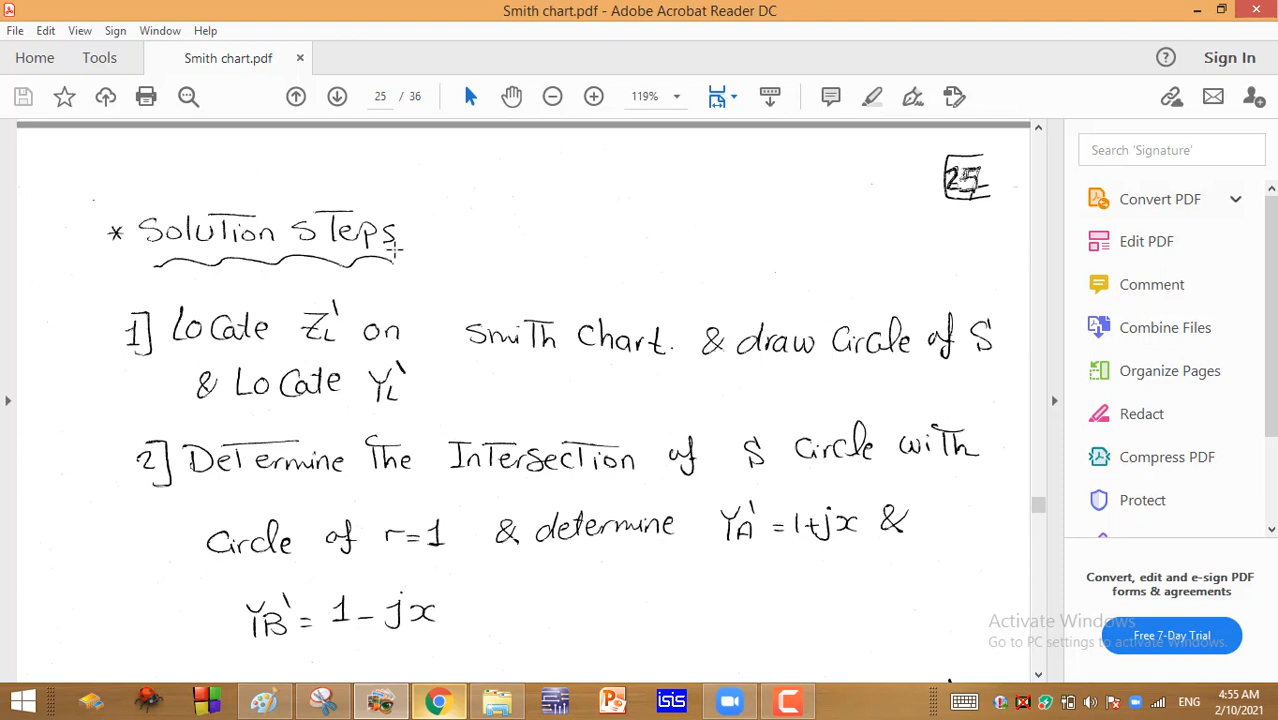 Smith chart.pdf - Adobe Acrobat Reader DC
File Edit View Sign Window Help
Home Tools Smith chart.pdf × Sign In
25 / 36 119%
25
* Solution steps
1] Locate ZL' on Smith chart. & draw circle of S
& Locate YL'
2] Determine The Intersection of S circle with
circle of r=1 & determine YA' = 1+jx &
YB' = 1 - jx
Search 'Signature'
Convert PDF
Edit PDF
Comment
Combine Files
Organize Pages
Redact
Compress PDF
Protect
Convert, edit and e-sign PDF
forms & agreements
Free 7-Day Trial
Activate Windows
Go to PC settings to activate Windows.
isis
ENG
4:55 AM
2/10/2021